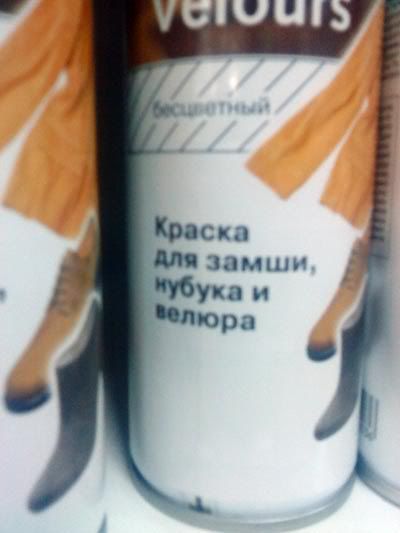 velours
бесцветный
Краска
для замши,
нубука и
велюра